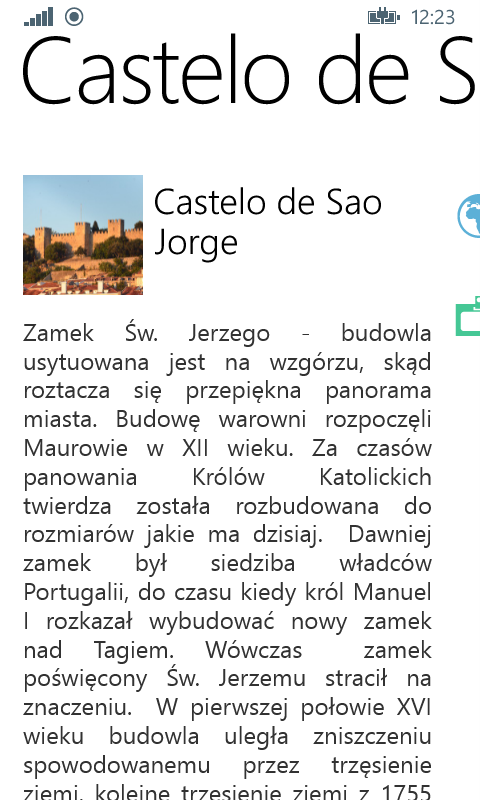 12:23
Castelo de S
Castelo de Sao
Jorge
Zamek Św. Jerzego - budowla
usytuowana jest na wzgórzu, skąd
roztacza się przepiękna panorama
miasta. Budowę warowni rozpoczęli
Maurowie w XII wieku. Za czasów
panowania Królów Katolickich
twierdza została rozbudowana do
rozmiarów jakie ma dzisiaj. Dawniej
zamek był siedziba władców
Portugalii, do czasu kiedy król Manuel
I rozkazał wybudować nowy zamek
nad Tagiem. Wówczas zamek
poświęcony Św. Jerzemu stracił na
znaczeniu. W pierwszej połowie XVI
wieku budowla uległa zniszczeniu
spowodowanemu przez trzęsienie
ziemi, kolejne trzęsienie ziemi z 1755